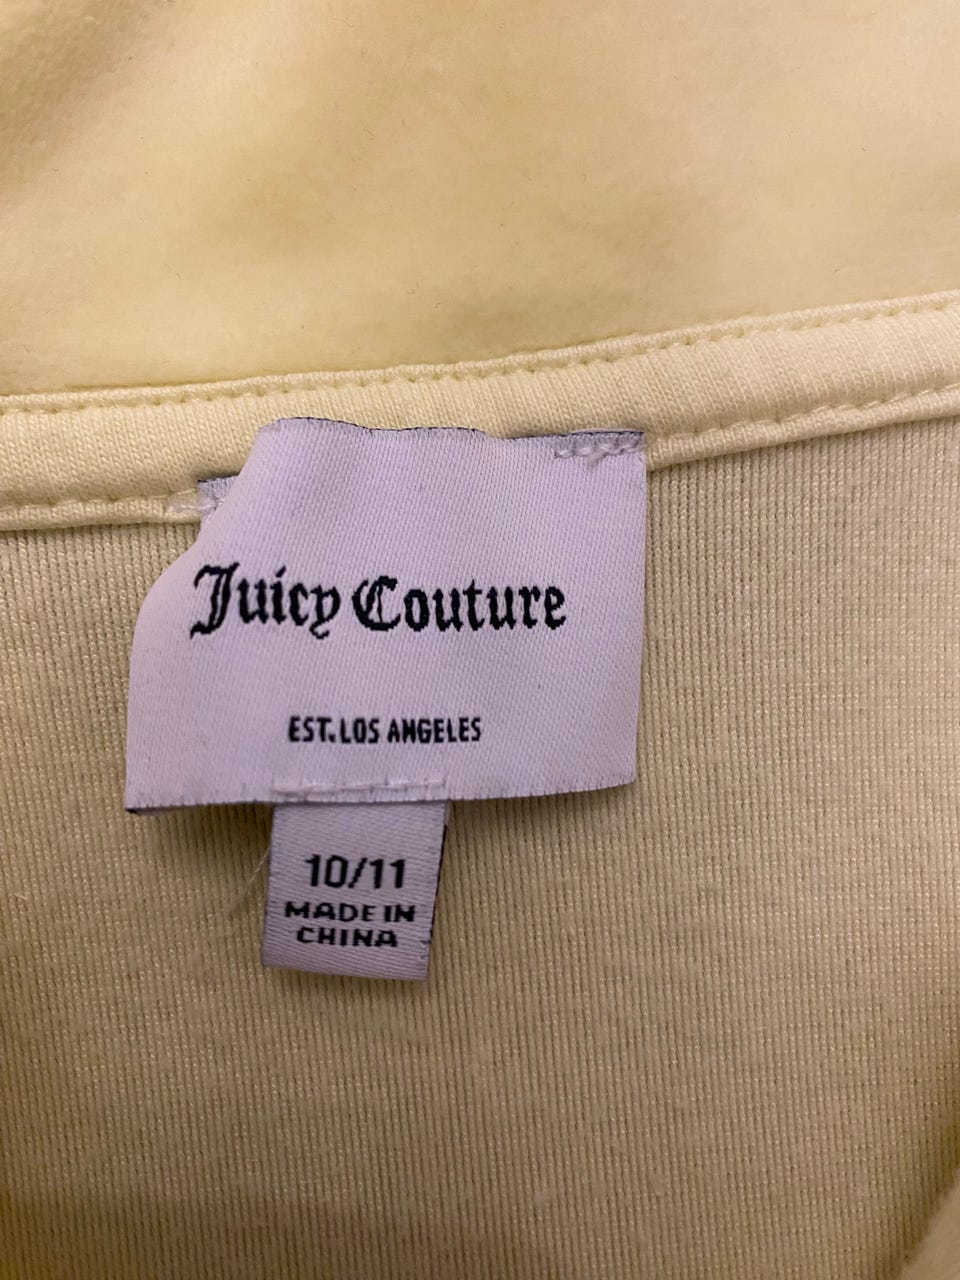 Juicy Couture
EST. LOS ANGELES
10/11
MADE IN
CHINA